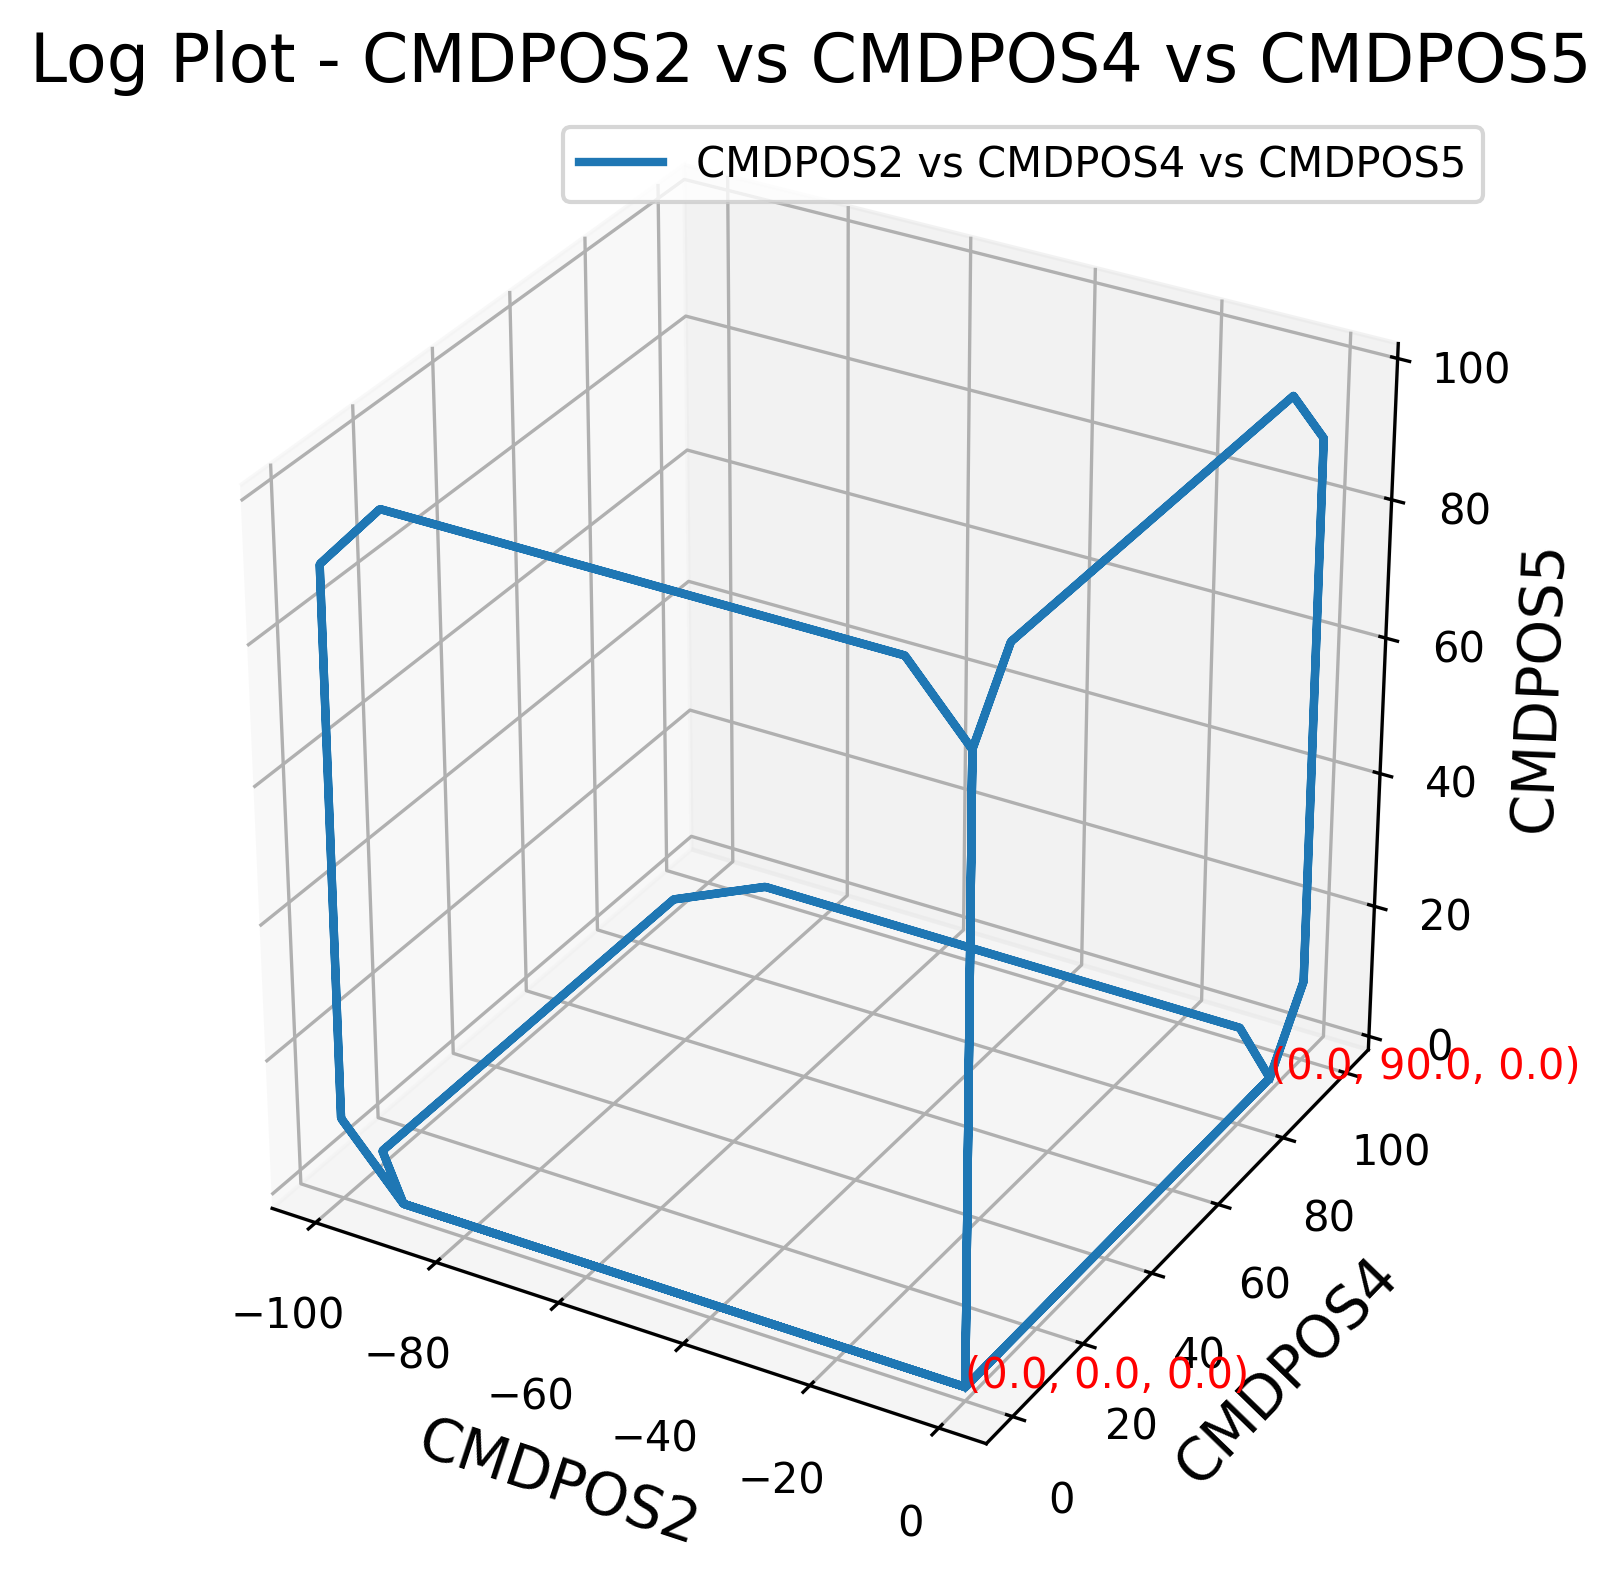 Log Plot - CMDPOS2 vs CMDPOS4 vs CMDPOS5
CMDPOS2 vs CMDPOS4 vs CMDPOS5
100
80
60
40
20
0
CMDPOS5
(0.0, 90.0, 0.0)
(0.0, 0.0, 0.0)
−100
−80
−60
−40
−20
0
CMDPOS2
0
20
40
60
80
100
CMDPOS4